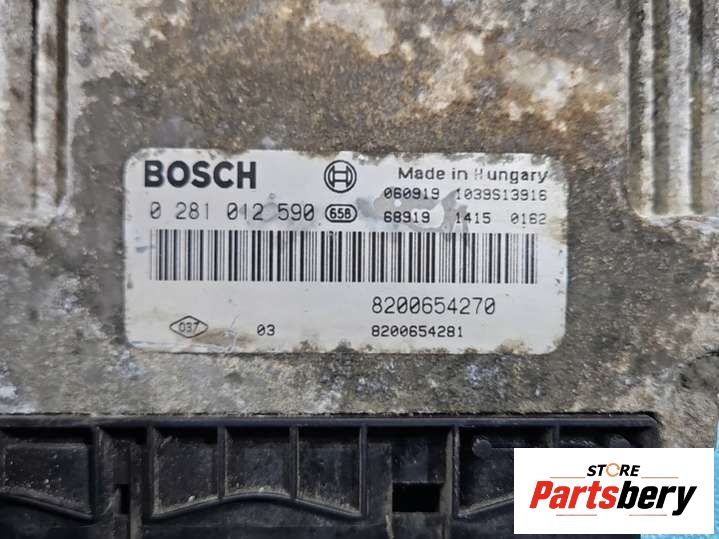 BOSCH
Made in Hungary
060919 1039S13916
0 281 012 590 658
68919 1415 0162
8200654270
037 03 8200654281
STORE
Partsbery